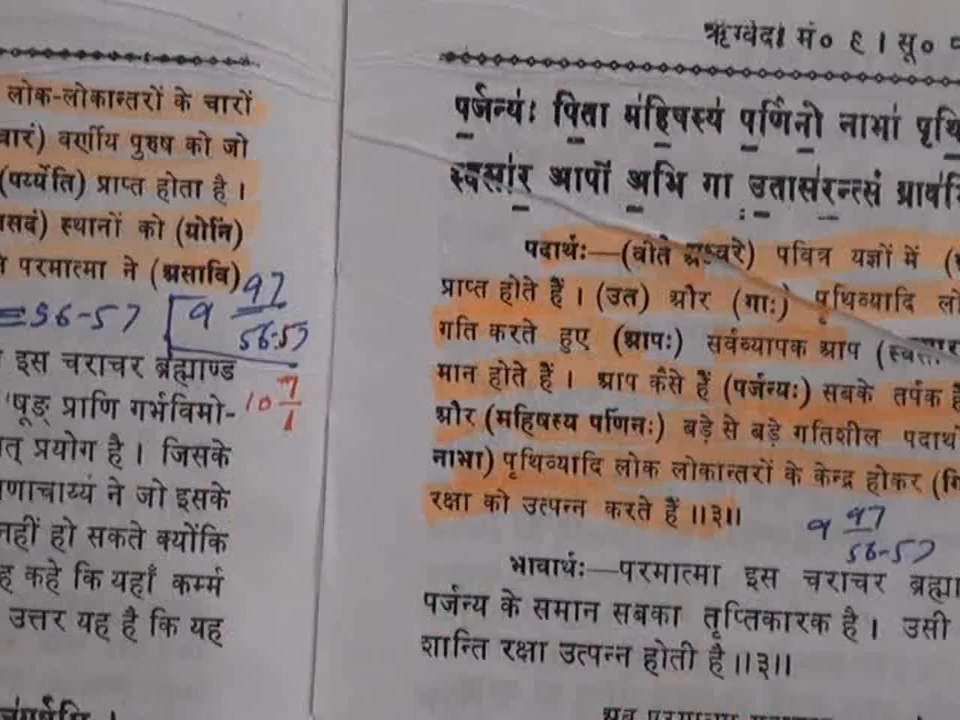 लोक-लोकान्तरों के चारों
वारं) वर्णीय पुरुष को जो
(पर्य्येति) प्राप्त होता है ।
सवं) स्थानों को (योनिं)
परमात्मा ने (प्रसावि)
=56-57 9 97
56-57
इस चराचर ब्रह्माण्ड
'षूङ् प्राणि गर्भविमो-
10 7
1
त् प्रयोग है । जिसके
णाचार्य्य ने जो इसके
नहीं हो सकते क्योंकि
ह कहे कि यहाँ कर्म्म
उत्तर यह है कि यह
ऋग्वेदः मं० ९ । सू०
पर्जन्यः पिता महिषस्य पर्णिनो नाभा पृथि
स्वसार आपो अभि गा उतासरन्त्सं ग्राव
पदार्थः—(वीते अध्वरे) पवित्र यज्ञों में
प्राप्त होते हैं । (उत) और (गाः) पृथिव्यादि लो
गति करते हुए (आपः) सर्वव्यापक आप
मान होते हैं । आप कैसे हैं (पर्जन्यः) सबके तर्पक
और (महिषस्य पर्णिनः) बड़े से बड़े गतिशील पदार्थो
नाभा) पृथिव्यादि लोक लोकान्तरों के केन्द्र होकर (गि
रक्षा को उत्पन्न करते हैं ॥३॥
9 97
56-57
भावार्थः—परमात्मा इस चराचर ब्रह्मा
पर्जन्य के समान सबका तृप्तिकारक है । उसी
शान्ति रक्षा उत्पन्न होती है ॥३॥